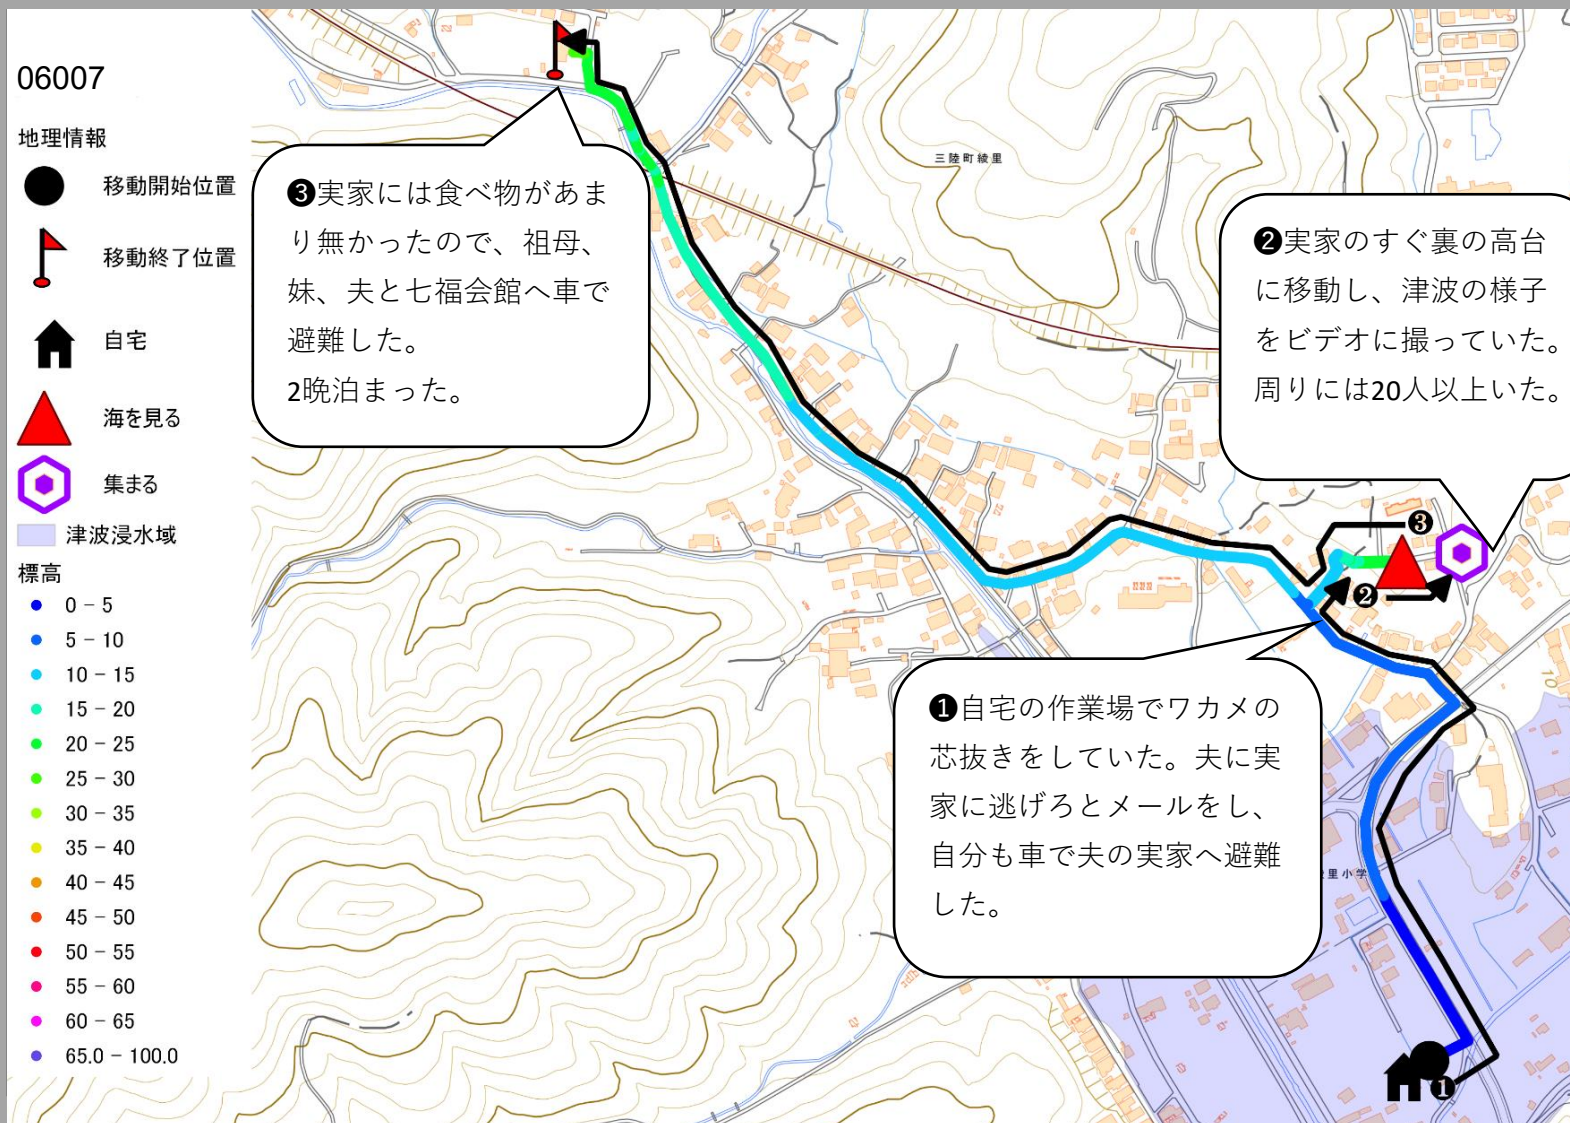 06007
地理情報
移動開始位置
移動終了位置
自宅
海を見る
集まる
津波浸水域
標高
0 – 5
5 – 10
10 – 15
15 – 20
20 – 25
25 – 30
30 – 35
35 – 40
40 – 45
45 – 50
50 – 55
55 – 60
60 – 65
65.0 – 100.0
❸実家には食べ物があま
り無かったので、祖母、
妹、夫と七福会館へ車で
避難した。
2晩泊まった。
三陸町綾里
❷実家のすぐ裏の高台
に移動し、津波の様子
をビデオに撮っていた。
周りには20人以上いた。
❸
❷
❶自宅の作業場でワカメの
芯抜きをしていた。夫に実
家に逃げろとメールをし、
自分も車で夫の実家へ避難
した。
里小学
10
❶